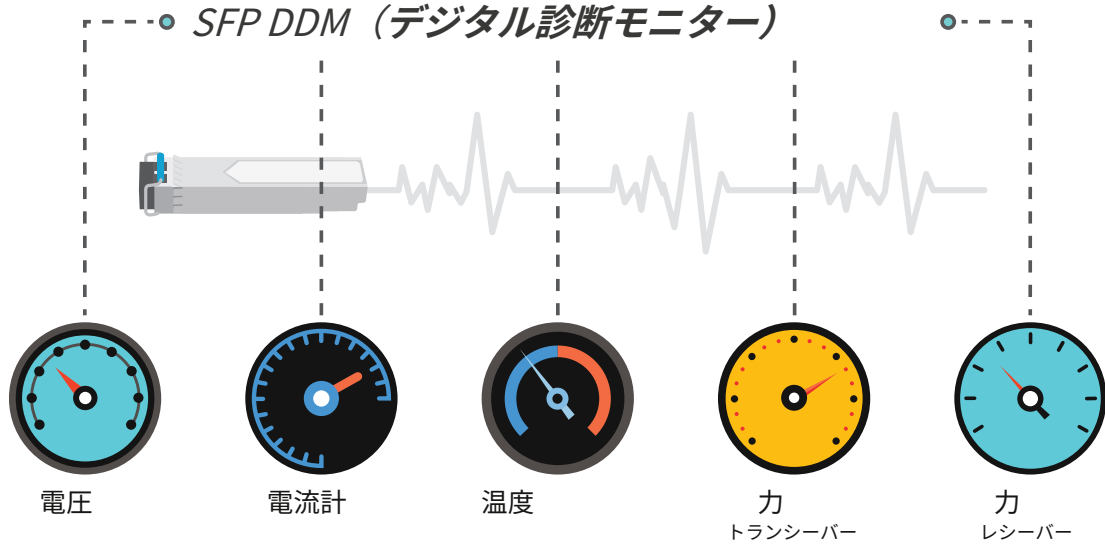 SFP DDM（デジタル診断モニター）
電圧
電流計
温度
力
トランシーバー
力
レシーバー